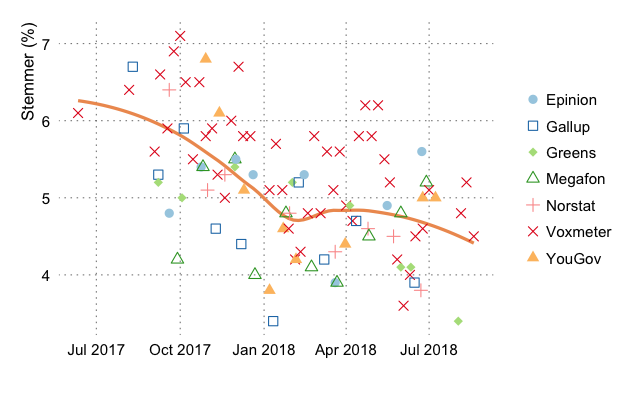 Stemmer (%)
7
6
5
4
Jul 2017
Oct 2017
Jan 2018
Apr 2018
Jul 2018
Epinion
Gallup
Greens
Megafon
Norstat
Voxmeter
YouGov